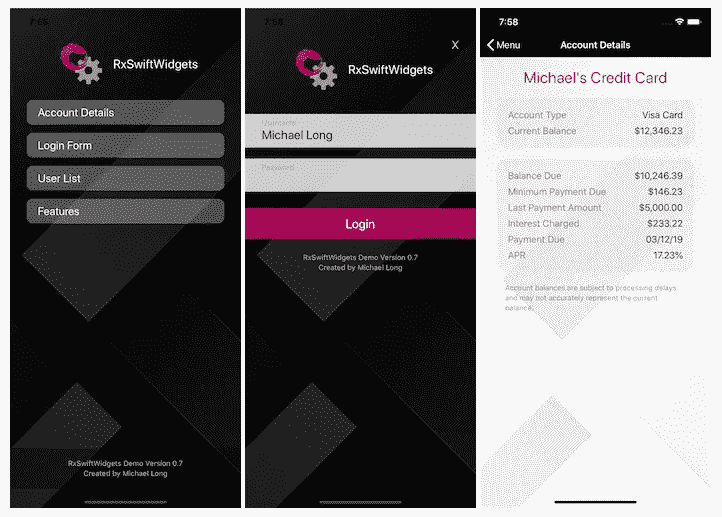 7:58
RxSwiftWidgets
Account Details
Login Form
User List
Features
RxSwiftWidgets Demo Version 0.7
Created by Michael Long
7:58
X
RxSwiftWidgets
Username
Michael Long
Password
Login
RxSwiftWidgets Demo Version 0.7
Created by Michael Long
7:58
Menu
Account Details
Michael's Credit Card
Account Type Visa Card
Current Balance $12,346.23
Balance Due $10,246.39
Minimum Payment Due $146.23
Last Payment Amount $5,000.00
Interest Charged $233.22
Payment Due 03/12/19
APR 17.23%
Account balances are subject to processing delays
and may not accurately represent the current
balance.